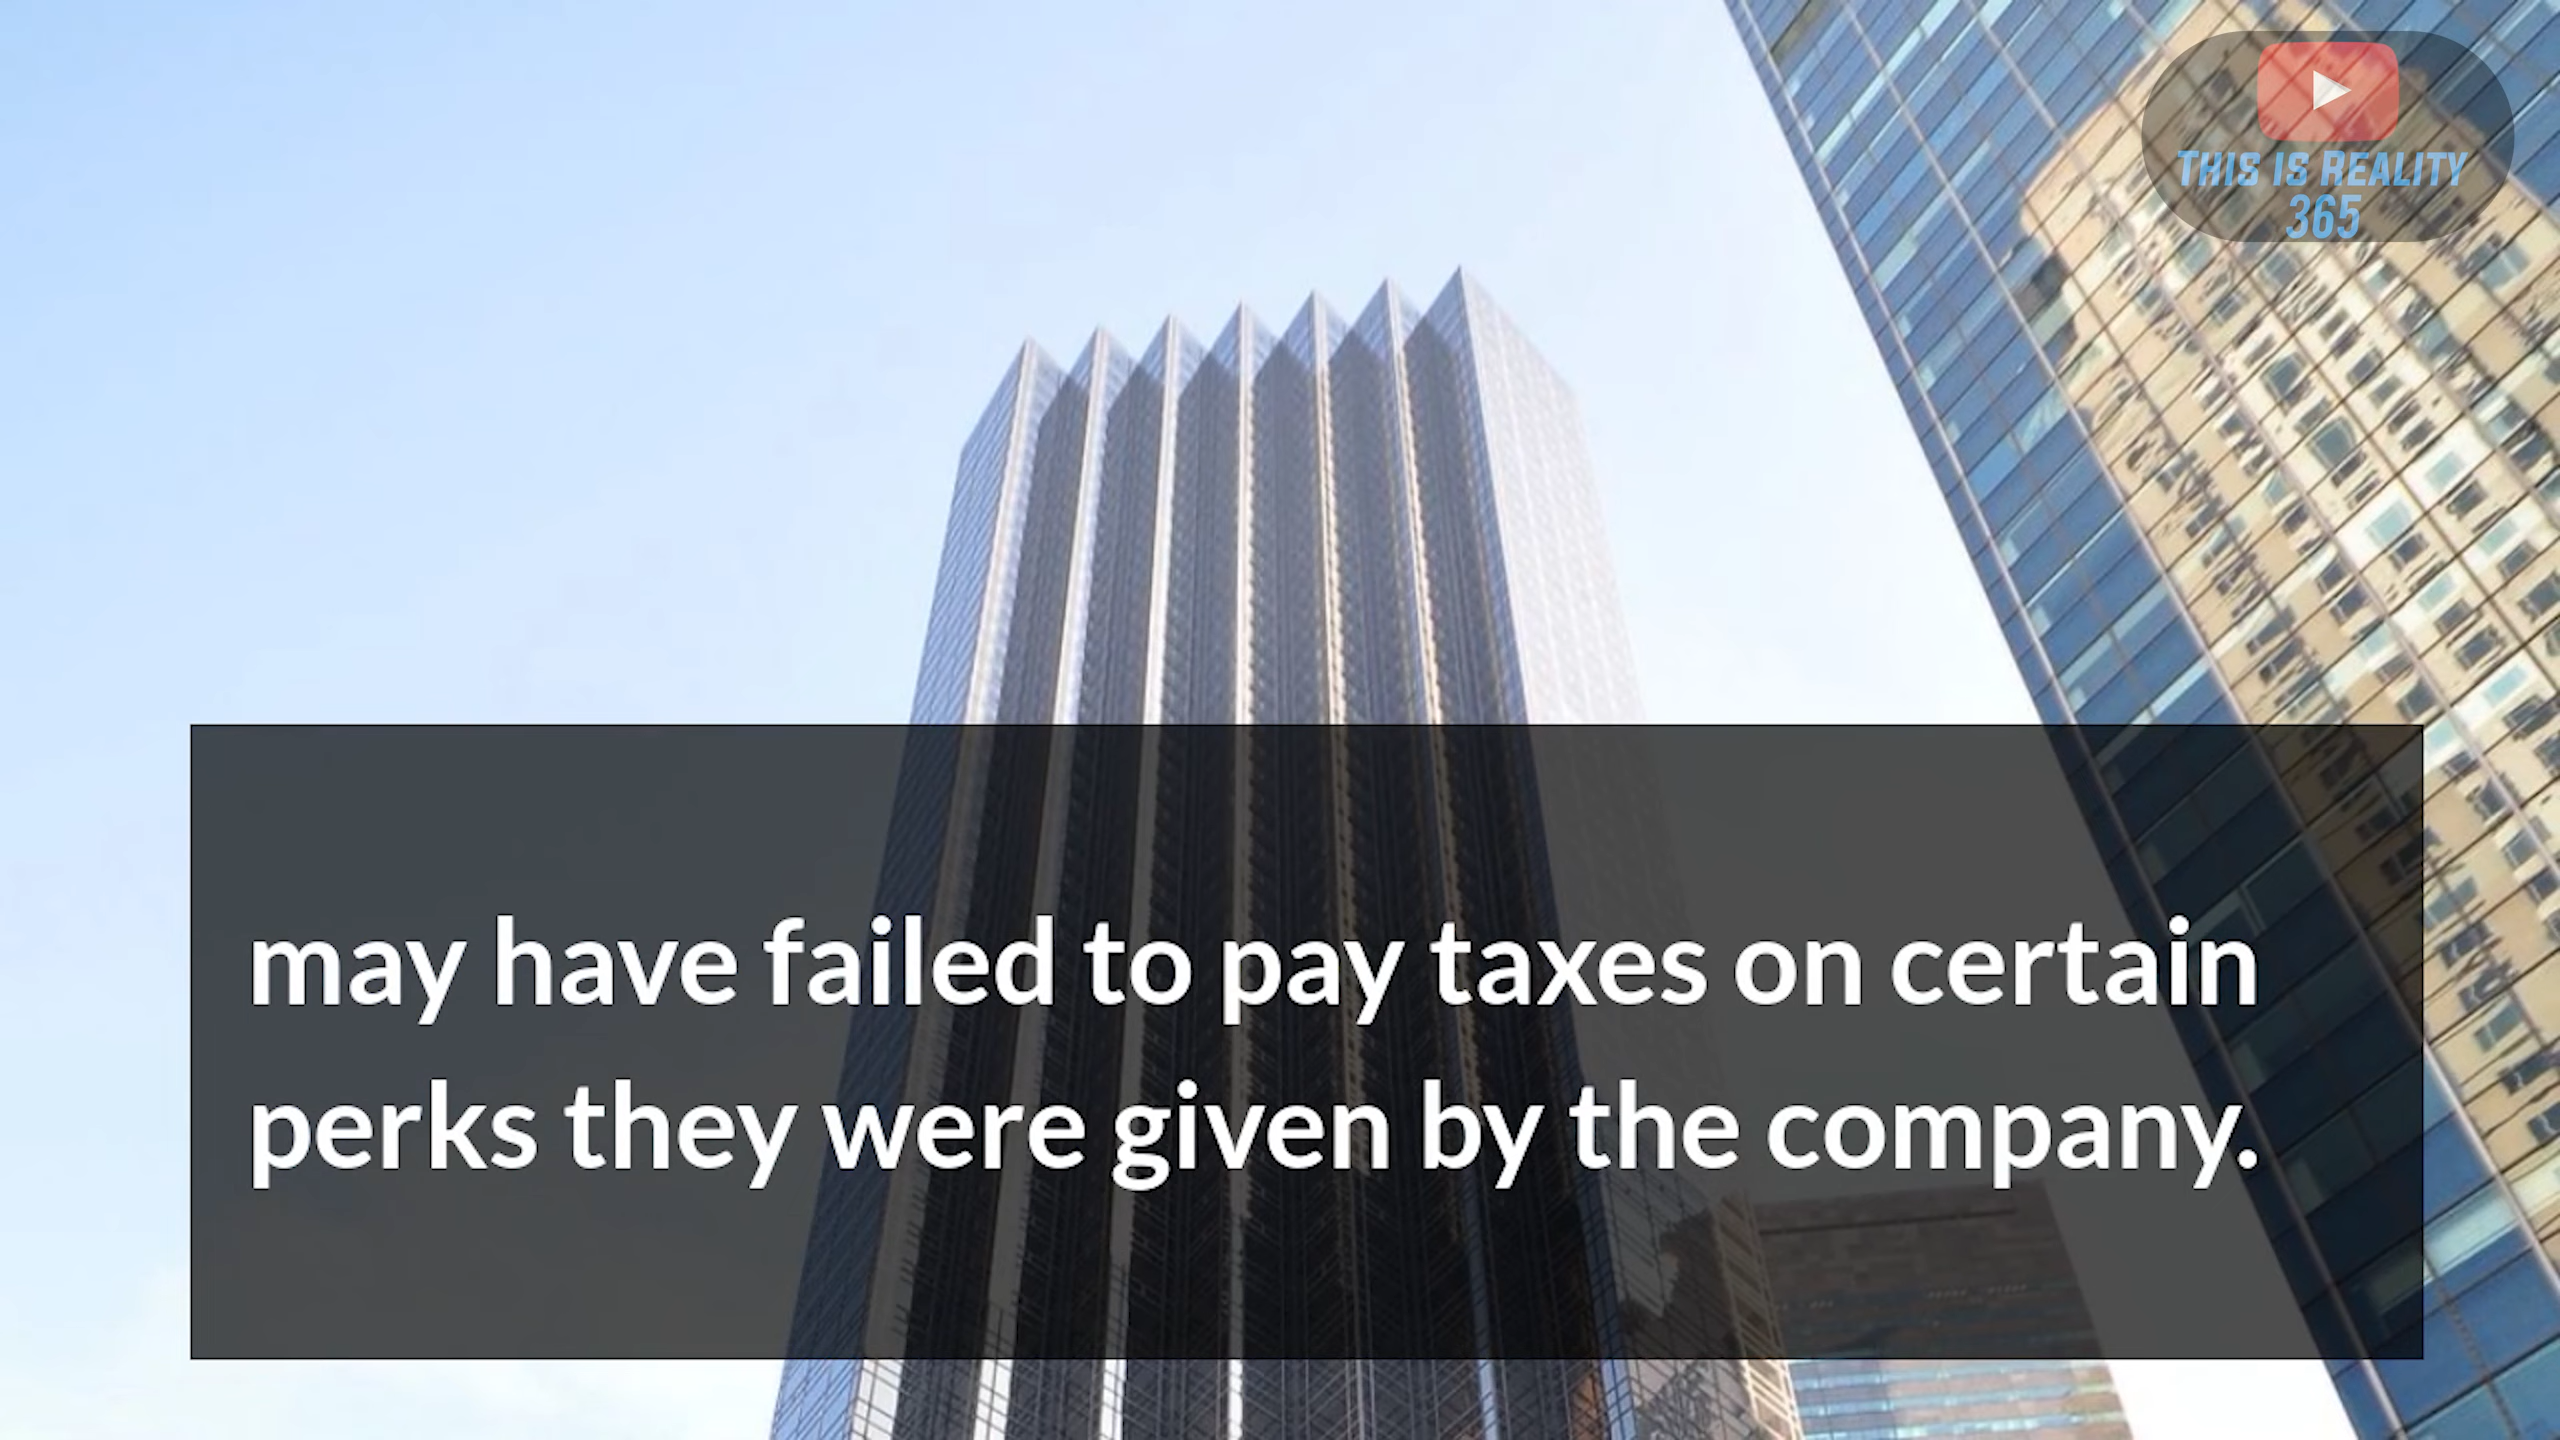 THIS IS REALITY
365
may have failed to pay taxes on certain
perks they were given by the company.